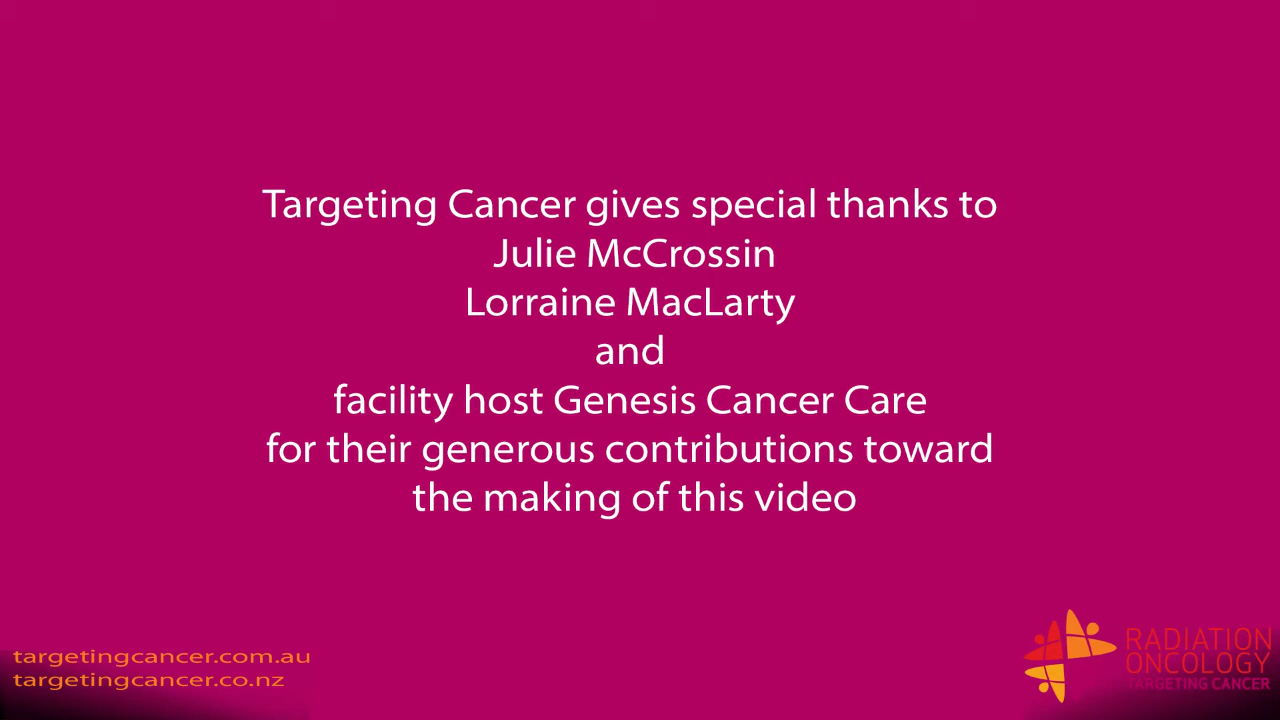 Targeting Cancer gives special thanks to
Julie McCrossin
Lorraine MacLarty
and
facility host Genesis Cancer Care
for their generous contributions toward
the making of this video
targetingcancer.com.au
targetingcancer.co.nz
RADIATION
ONCOLOGY
TARGETING CANCER